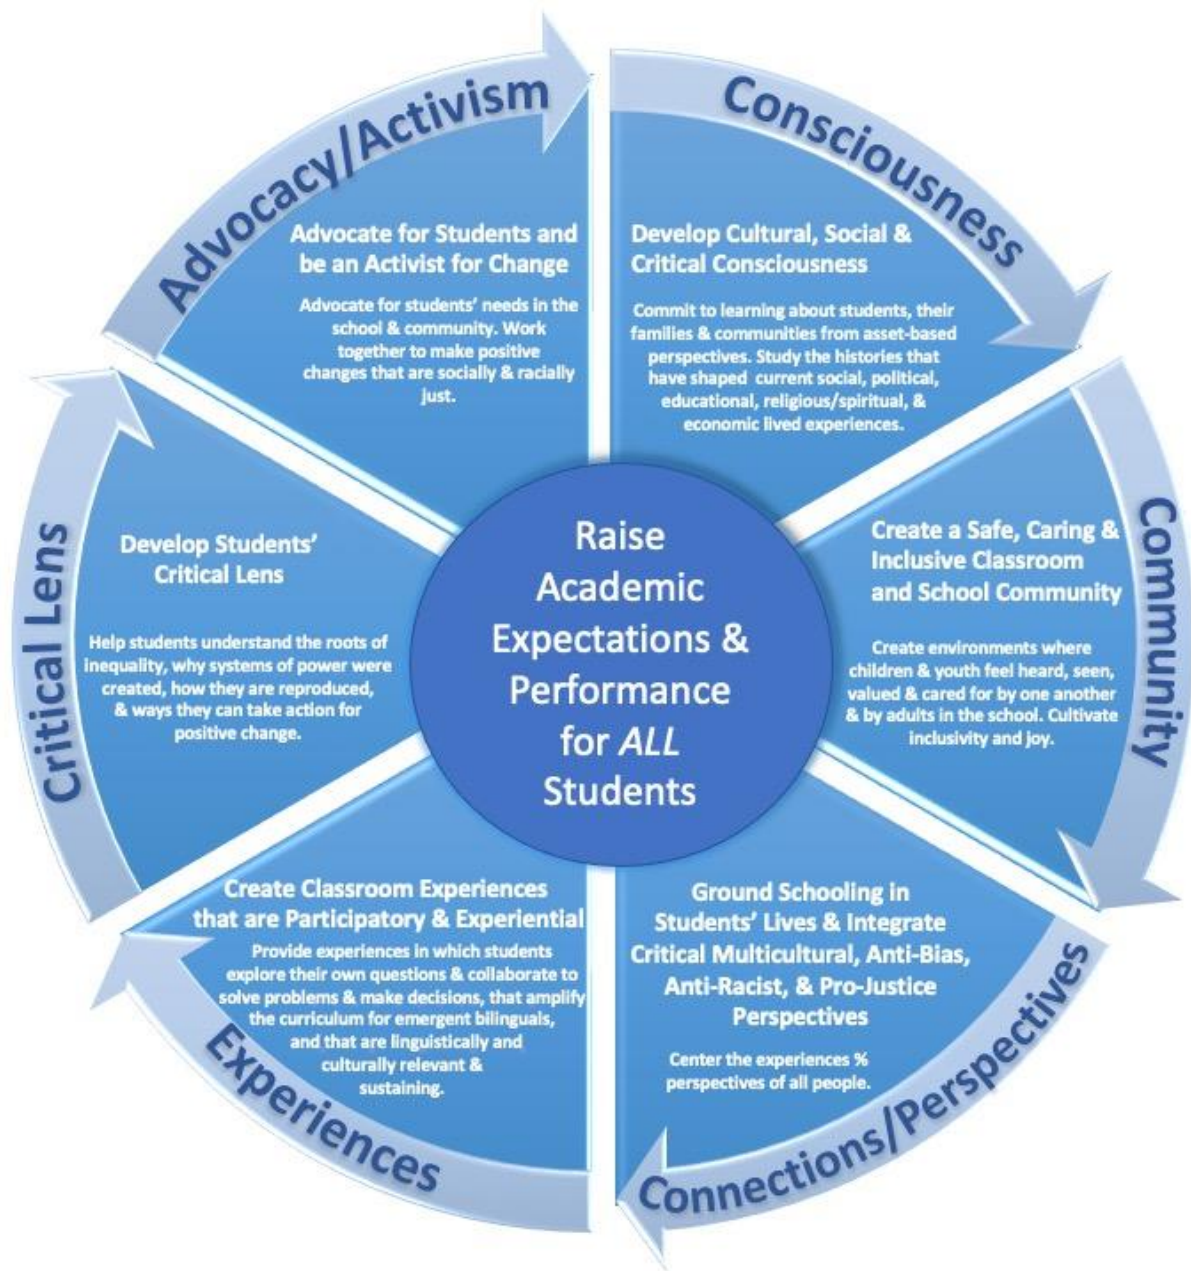 Consciousness
Develop Cultural, Social &
Critical Consciousness
Commit to learning about students, their
families & communities from asset-based
perspectives. Study the histories that
have shaped current social, political,
educational, religious/spiritual, &
economic lived experiences.
Community
Create a Safe, Caring &
Inclusive Classroom
and School Community
Create environments where
children & youth feel heard, seen,
valued & cared for by one another
& by adults in the school. Cultivate
inclusivity and joy.
Connections/Perspectives
Ground Schooling in
Students' Lives & Integrate
Critical Multicultural, Anti-Bias,
Anti-Racist, & Pro-Justice
Perspectives
Center the experiences %
perspectives of all people.
Experiences
Create Classroom Experiences
that are Participatory & Experiential
Provide experiences in which students
explore their own questions & collaborate to
solve problems & make decisions, that amplify
the curriculum for emergent bilinguals,
and that are linguistically and
culturally relevant &
sustaining.
Critical Lens
Develop Students'
Critical Lens
Help students understand the roots of
inequality, why systems of power were
created, how they are reproduced,
& ways they can take action for
positive change.
Advocacy/Activism
Advocate for Students and
be an Activist for Change
Advocate for students' needs in the
school & community. Work
together to make positive
changes that are socially & racially
just.
Raise
Academic
Expectations &
Performance
for ALL
Students